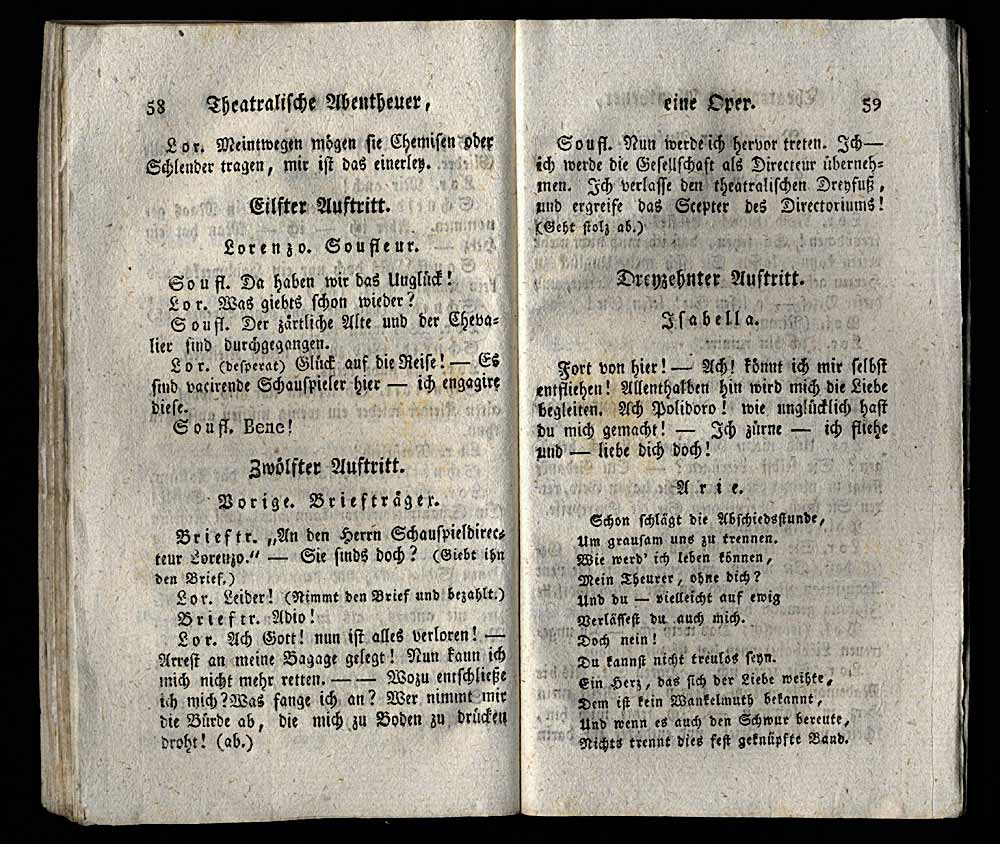 58 Theatralische Abentheuer,
Lor. Meintwegen mögen sie Chemisen oder
Schlender tragen, mir ist das einerley.
Eilfter Auftritt.
Lorenzo. Soufleur.
Soufl. Da haben wir das Unglück!
Lor. Was giebts schon wieder?
Soufl. Der zärtliche Alte und der Cheva-
lier sind durchgegangen.
Lor. (desperat) Glück auf die Reise! — Es
sind vacirende Schauspieler hier — ich engagire
diese.
Soufl. Bene!
Zwölfter Auftritt.
Vorige. Briefträger.
Brieftr. „An den Herrn Schauspieldirec-
teur Lorenzo.“ — Sie sinds doch? (Giebt ihn
den Brief.)
Lor. Leider! (Nimmt den Brief und bezahlt.)
Brieftr. Adio!
Lor. Ach Gott! nun ist alles verloren! —
Arrest an meine Bagage gelegt! Nun kann ich
mich nicht mehr retten. — — Wozu entschließe
ich mich? Was fange ich an? Wer nimmt mir
die Bürde ab, die mich zu Boden zu drücken
droht! (ab.)
eine Oper. 59
Soufl. Nun werde ich hervor treten. Ich—
ich werde die Gesellschaft als Directeur überneh-
men. Ich verlasse den theatralischen Dreyfuß,
und ergreife das Scepter des Directoriums!
(Geht stolz ab.)
Dreyzehnter Auftritt.
Isabella.
Fort von hier! — Ach! könnt ich mir selbst
entfliehen! Allenthalben hin wird mich die Liebe
begleiten. Ach Polidoro! wie unglücklich hast
du mich gemacht! — Ich zürne — ich fliehe
und — liebe dich doch!
Arie.
Schon schlägt die Abschiedsstunde,
Um grausam uns zu trennen.
Wie werd' ich leben können,
Mein Theurer, ohne dich?
Und du — vielleicht auf ewig
Verlässest du auch mich.
Doch nein!
Du kannst nicht treulos seyn.
Ein Herz, das sich der Liebe weihte,
Dem ist kein Wankelmuth bekannt,
Und wenn es auch den Schwur bereute,
Nichts trennt dies fest geknüpfte Band.